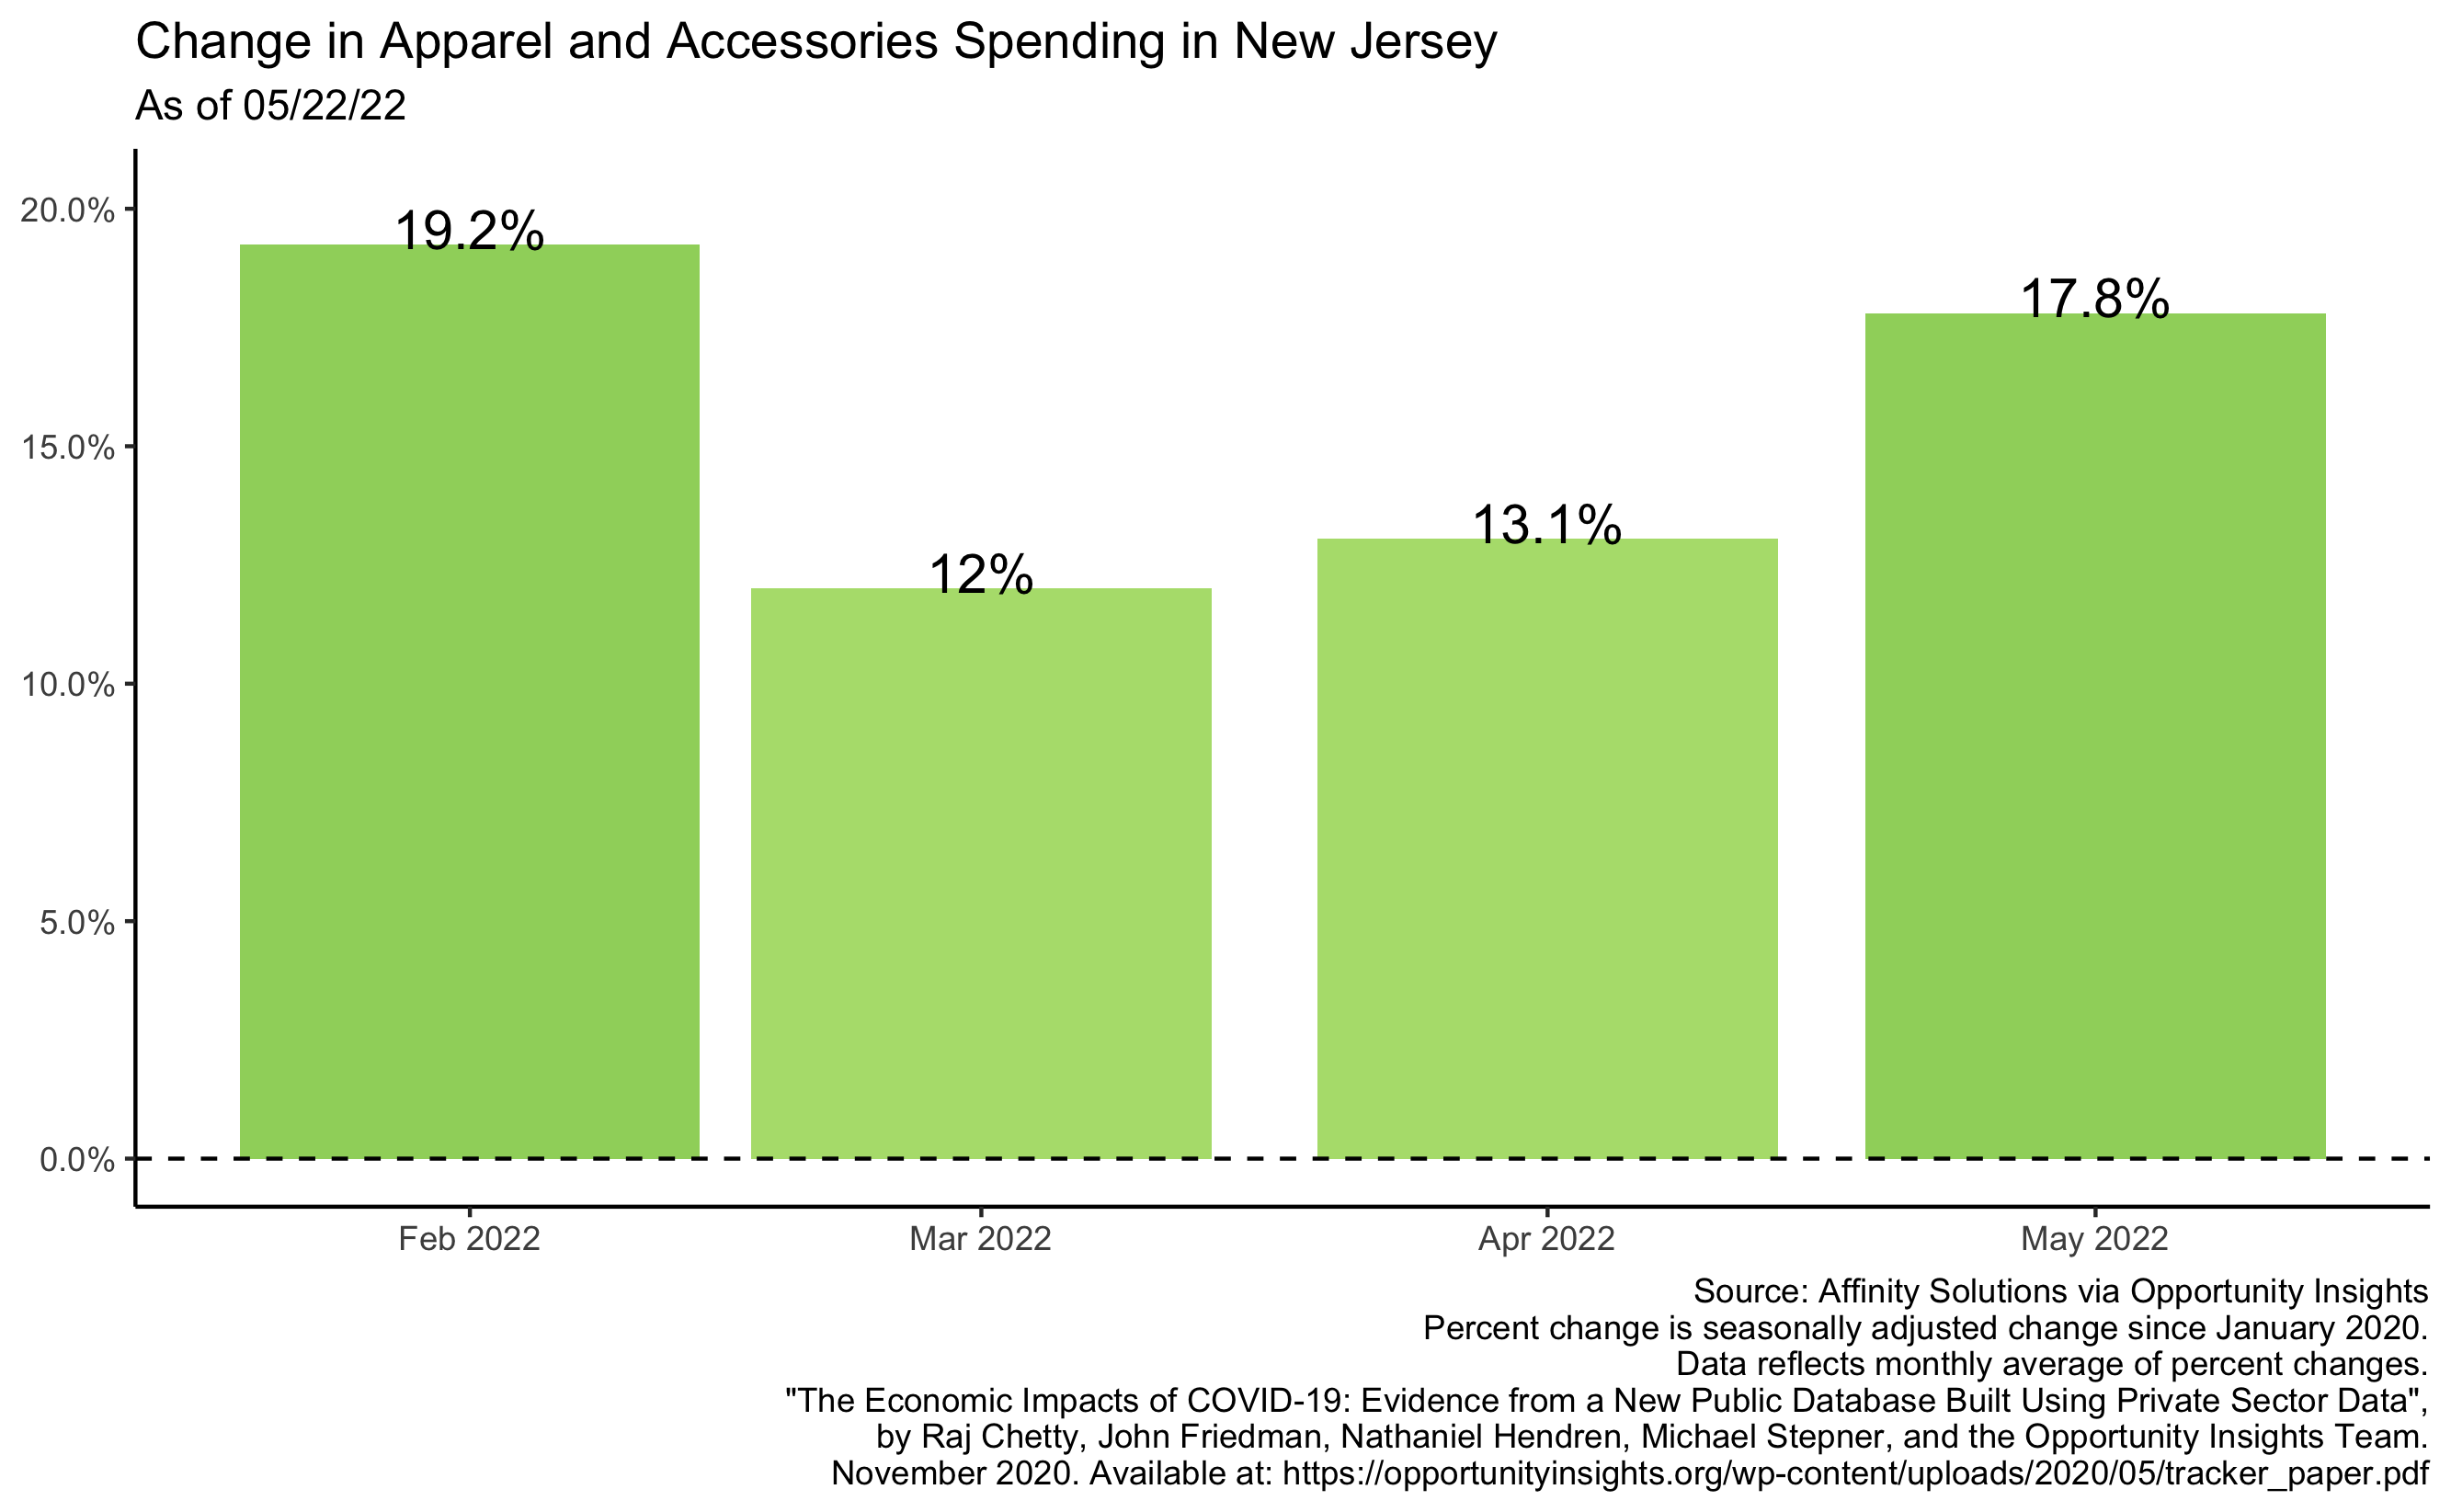 Change in Apparel and Accessories Spending in New Jersey
As of 05/22/22
20.0%
15.0%
10.0%
5.0%
0.0%
19.2%
12%
13.1%
17.8%
Feb 2022
Mar 2022
Apr 2022
May 2022
Source: Affinity Solutions via Opportunity Insights
Percent change is seasonally adjusted change since January 2020.
Data reflects monthly average of percent changes.
"The Economic Impacts of COVID-19: Evidence from a New Public Database Built Using Private Sector Data",
by Raj Chetty, John Friedman, Nathaniel Hendren, Michael Stepner, and the Opportunity Insights Team.
November 2020. Available at: https://opportunityinsights.org/wp-content/uploads/2020/05/tracker_paper.pdf